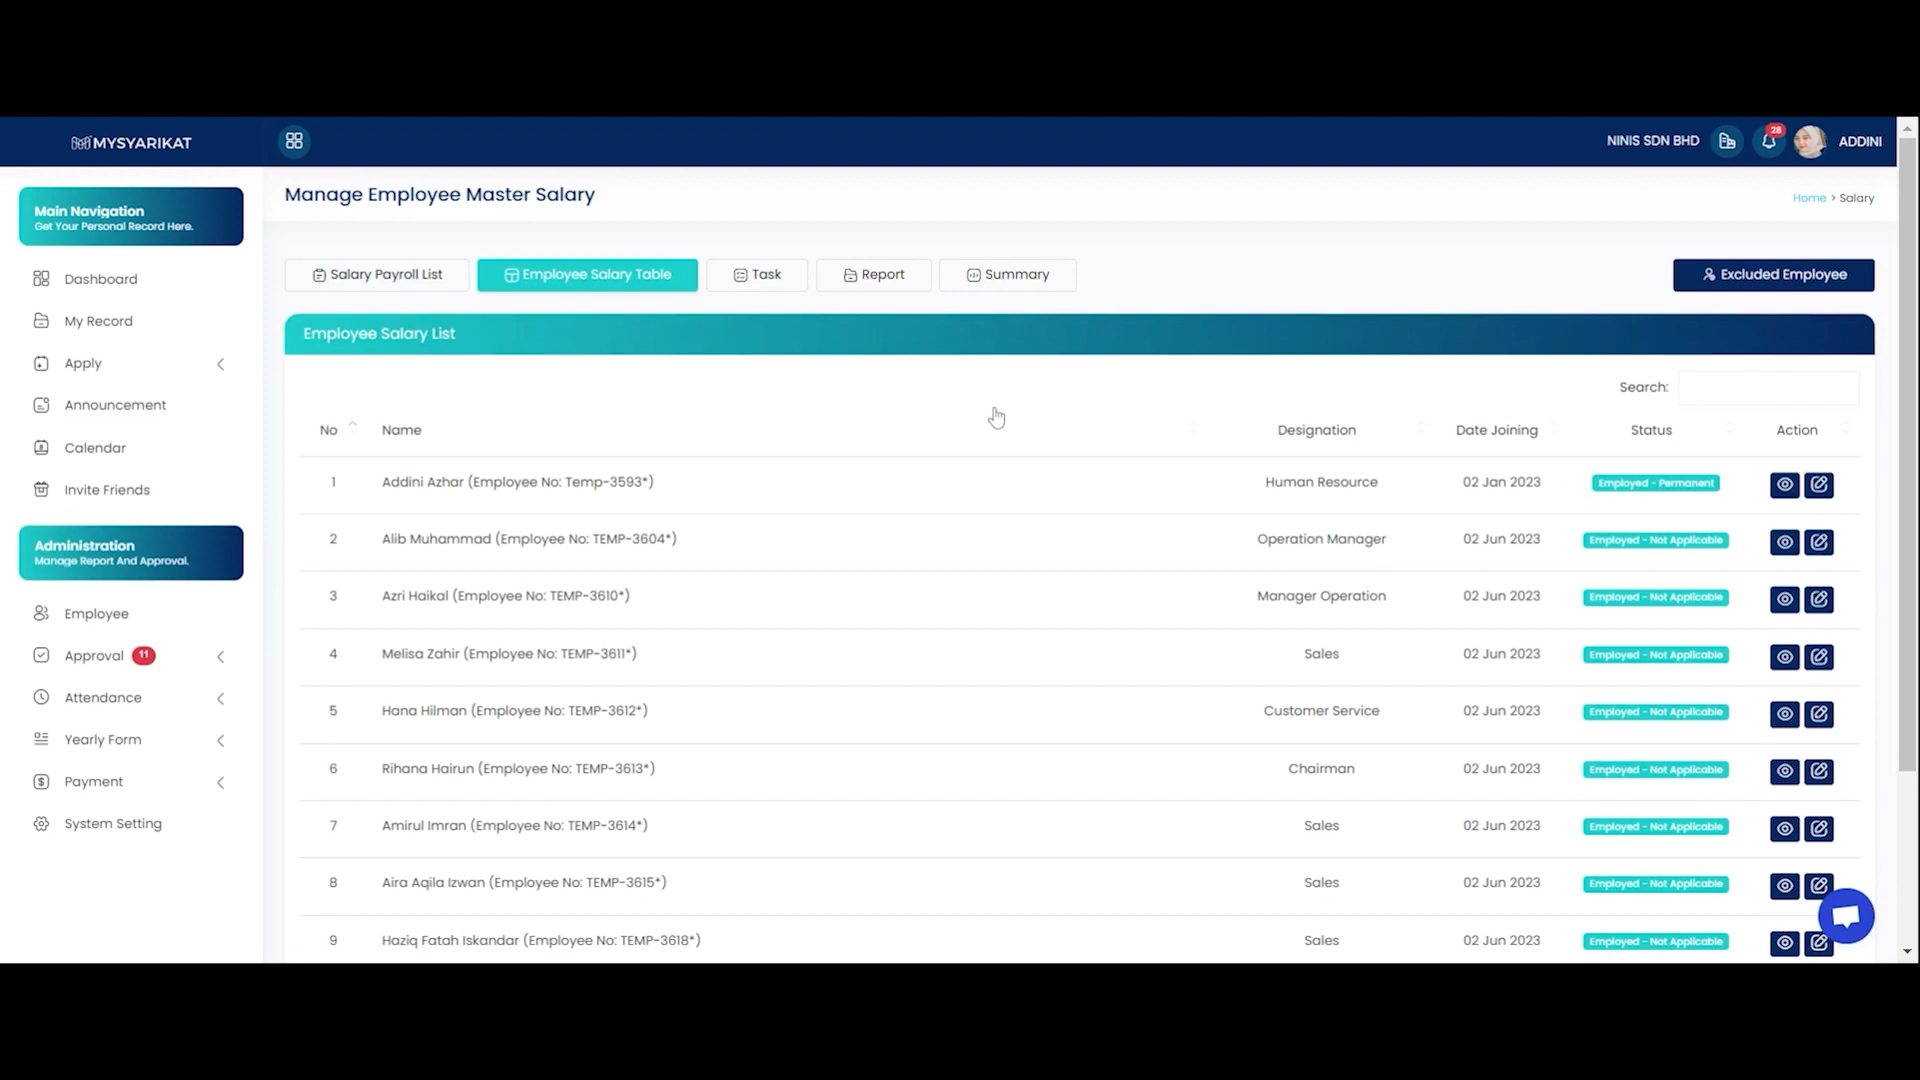 MYSYARIKAT
NINIS SDN BHD
28
ADDINI
Main Navigation
Get Your Personal Record Here.
Dashboard
My Record
Apply
Announcement
Calendar
Invite Friends
Administration
Manage Report And Approval.
Employee
Approval 11
Attendance
Yearly Form
Payment
System Setting
Manage Employee Master Salary
Home > Salary
Salary Payroll List
Employee Salary Table
Task
Report
Summary
Excluded Employee
Employee Salary List
Search:
No Name Designation Date Joining Status Action
1 Addini Azhar (Employee No: Temp-3593*) Human Resource 02 Jan 2023 Employed - Permanent
2 Alib Muhammad (Employee No: TEMP-3604*) Operation Manager 02 Jun 2023 Employed - Not Applicable
3 Azri Haikal (Employee No: TEMP-3610*) Manager Operation 02 Jun 2023 Employed - Not Applicable
4 Melisa Zahir (Employee No: TEMP-3611*) Sales 02 Jun 2023 Employed - Not Applicable
5 Hana Hilman (Employee No: TEMP-3612*) Customer Service 02 Jun 2023 Employed - Not Applicable
6 Rihana Hairun (Employee No: TEMP-3613*) Chairman 02 Jun 2023 Employed - Not Applicable
7 Amirul Imran (Employee No: TEMP-3614*) Sales 02 Jun 2023 Employed - Not Applicable
8 Aira Aqila Izwan (Employee No: TEMP-3615*) Sales 02 Jun 2023 Employed - Not Applicable
9 Haziq Fatah Iskandar (Employee No: TEMP-3618*) Sales 02 Jun 2023 Employed - Not Applicable